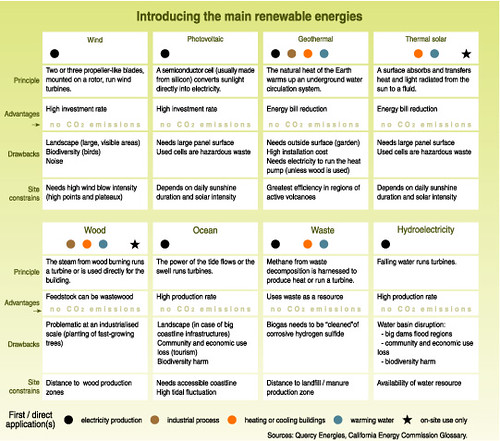 Introducing the main renewable energies
Wind
Photovoltaic
Geothermal
Thermal solar
Principle
Two or three propeller-like blades,
mounted on a rotor, run wind
turbines.
A semiconductor cell (usually made
from silicon) converts sunlight
directly into electricity.
The natural heat of the Earth
warms up an underground water
circulation system.
A surface absorbs and transfers
heat and light radiated from the
sun to a fluid.
Advantages
High investment rate
High investment rate
Energy bill reduction
Energy bill reduction
no CO2 emissions
no CO2 emissions
no CO2 emissions
no CO2 emissions
Drawbacks
Landscape (large, visible areas)
Biodiversity (birds)
Noise
Needs large panel surface
Used cells are hazardous waste
Needs outside surface (garden)
High installation cost
Needs electricity to run the heat
pump (unless wood is used)
Needs large panel surface
Used cells are hazardous waste
Site
constrains
Needs high wind blow intensity
(high points and plateaux)
Depends on daily sunshine
duration and solar intensity
Greatest efficiency in regions of
active volcanoes
Depends on daily sunshine
duration and solar intensity
Wood
Ocean
Waste
Hydroelectricity
Principle
The steam from wood burning runs
a turbine or is used directly for the
building.
The power of the tide flows or the
swell runs turbines.
Methane from waste
decomposition is harnessed to
produce heat or run a turbine.
Falling water runs turbines.
Advantages
Feedstock can be wastewood
High production rate
Uses waste as a resource
High production rate
no CO2 emissions
no CO2 emissions
no CO2 emissions
no CO2 emissions
Drawbacks
Problematic at an industrialised
scale (planting of fast-growing
trees)
Landscape (in case of big
coastline infrastructures)
Community and economic use
loss (tourism)
Biodiversity harm
Biogas needs to be "cleaned"of
corrosive hydrogen sulfide
Water basin disruption:
- big dams flood regions
- community and economic use
loss
- biodiversity harm
Site
constrains
Distance to wood production
zones
Needs accessible coastline
High tidal fluctuation
Distance to landfill / manure
production zone
Availability of water resource
First / direct
application(s)
electricity production
industrial process
heating or cooling buildings
warming water
on-site use only
Sources: Quercy Energies, California Energy Commission Glossary.